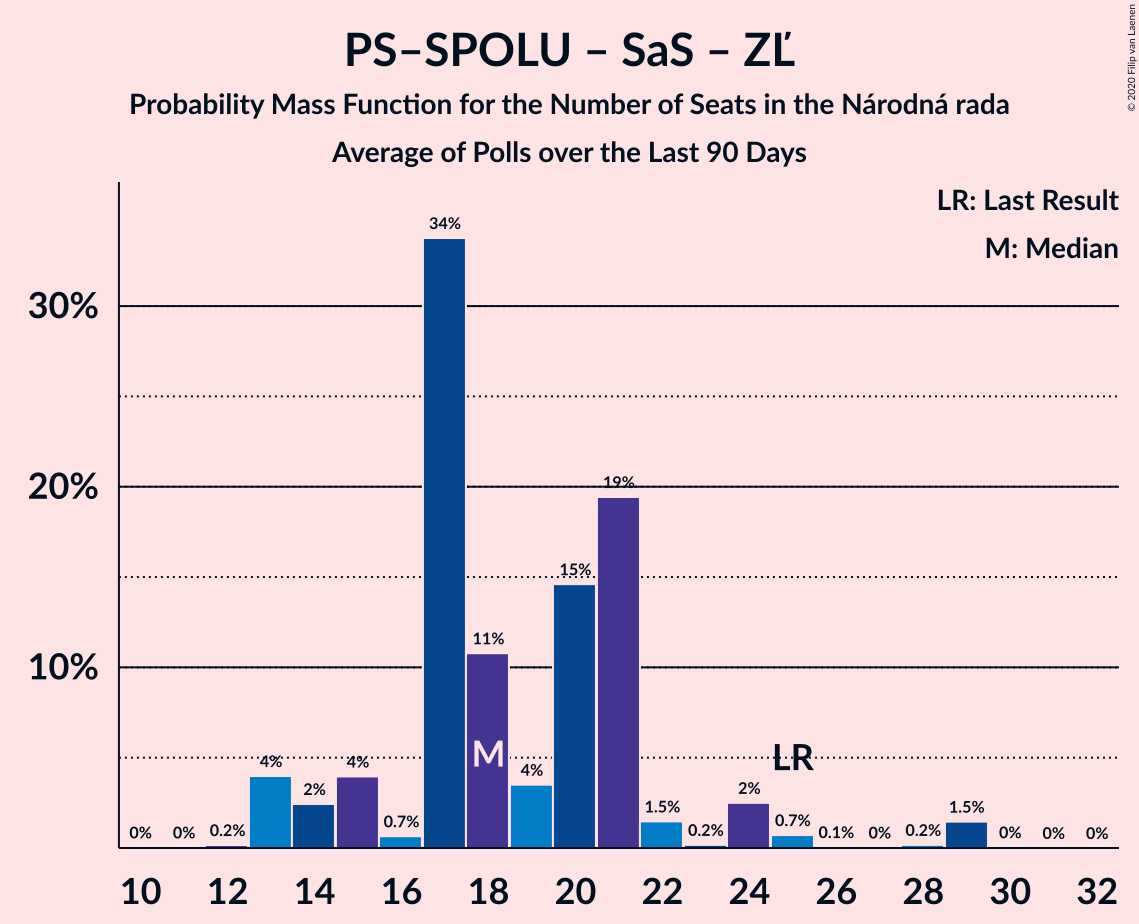 PS–SPOLU – SaS – ZĽ
Probability Mass Function for the Number of Seats in the Národná rada
Average of Polls over the Last 90 Days
© 2020 Filip van Laenen
LR: Last Result
M: Median
30%
20%
10%
0%
0%
0.2%
4%
2%
4%
0.7%
34%
11%
4%
15%
19%
1.5%
0.2%
2%
0.7%
0.1%
0%
0.2%
1.5%
0%
0%
0%
M
LR
10 12 14 16 18 20 22 24 26 28 30 32